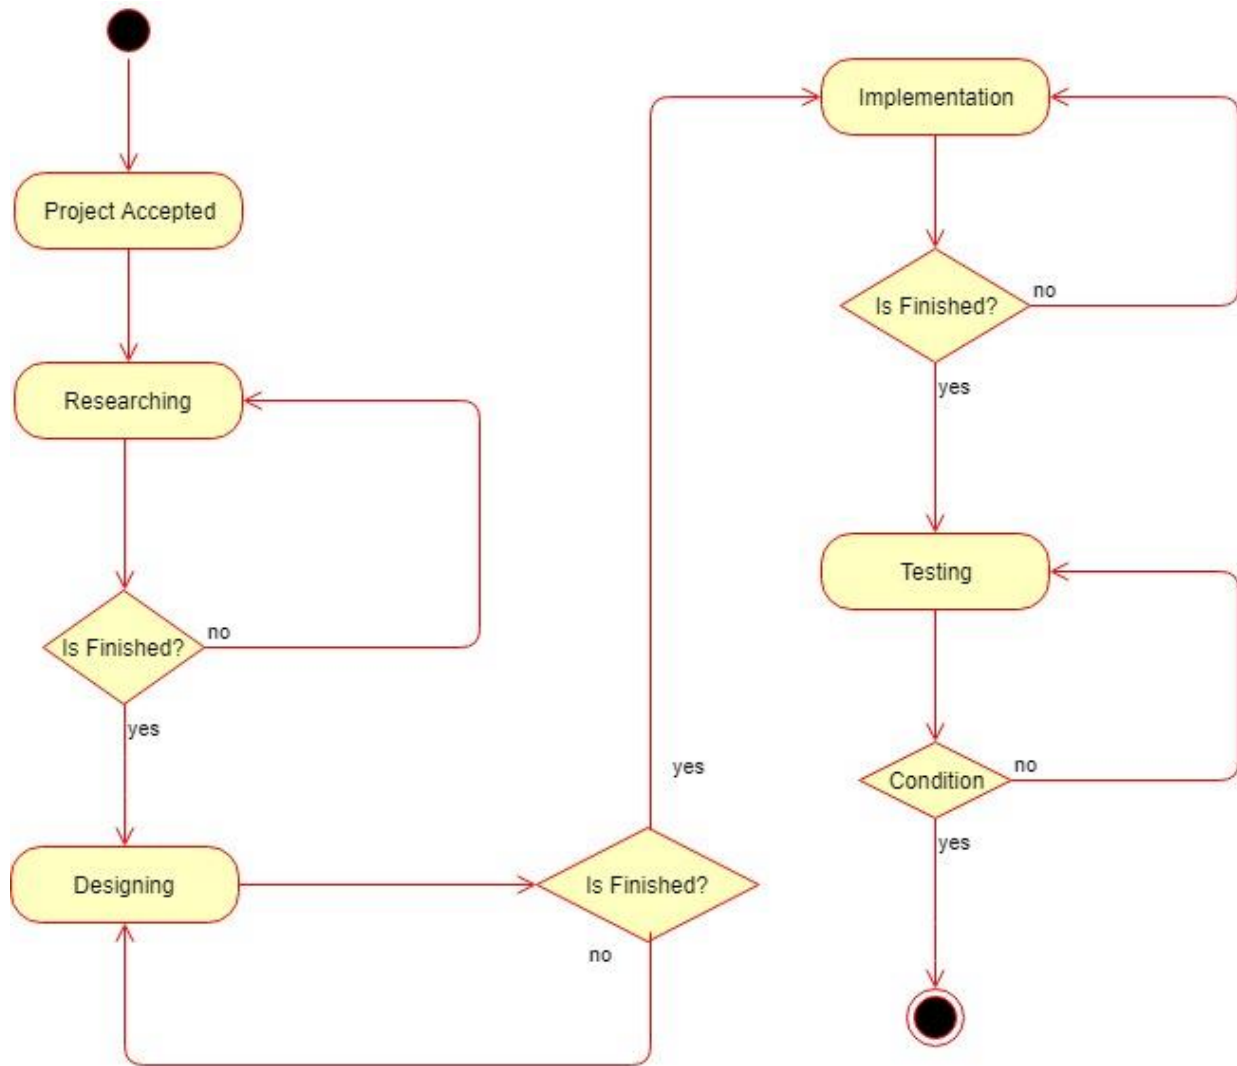 Project Accepted
Researching
Is Finished?
no
yes
Designing
Is Finished?
no
yes
Implementation
Is Finished?
no
yes
Testing
Condition
no
yes